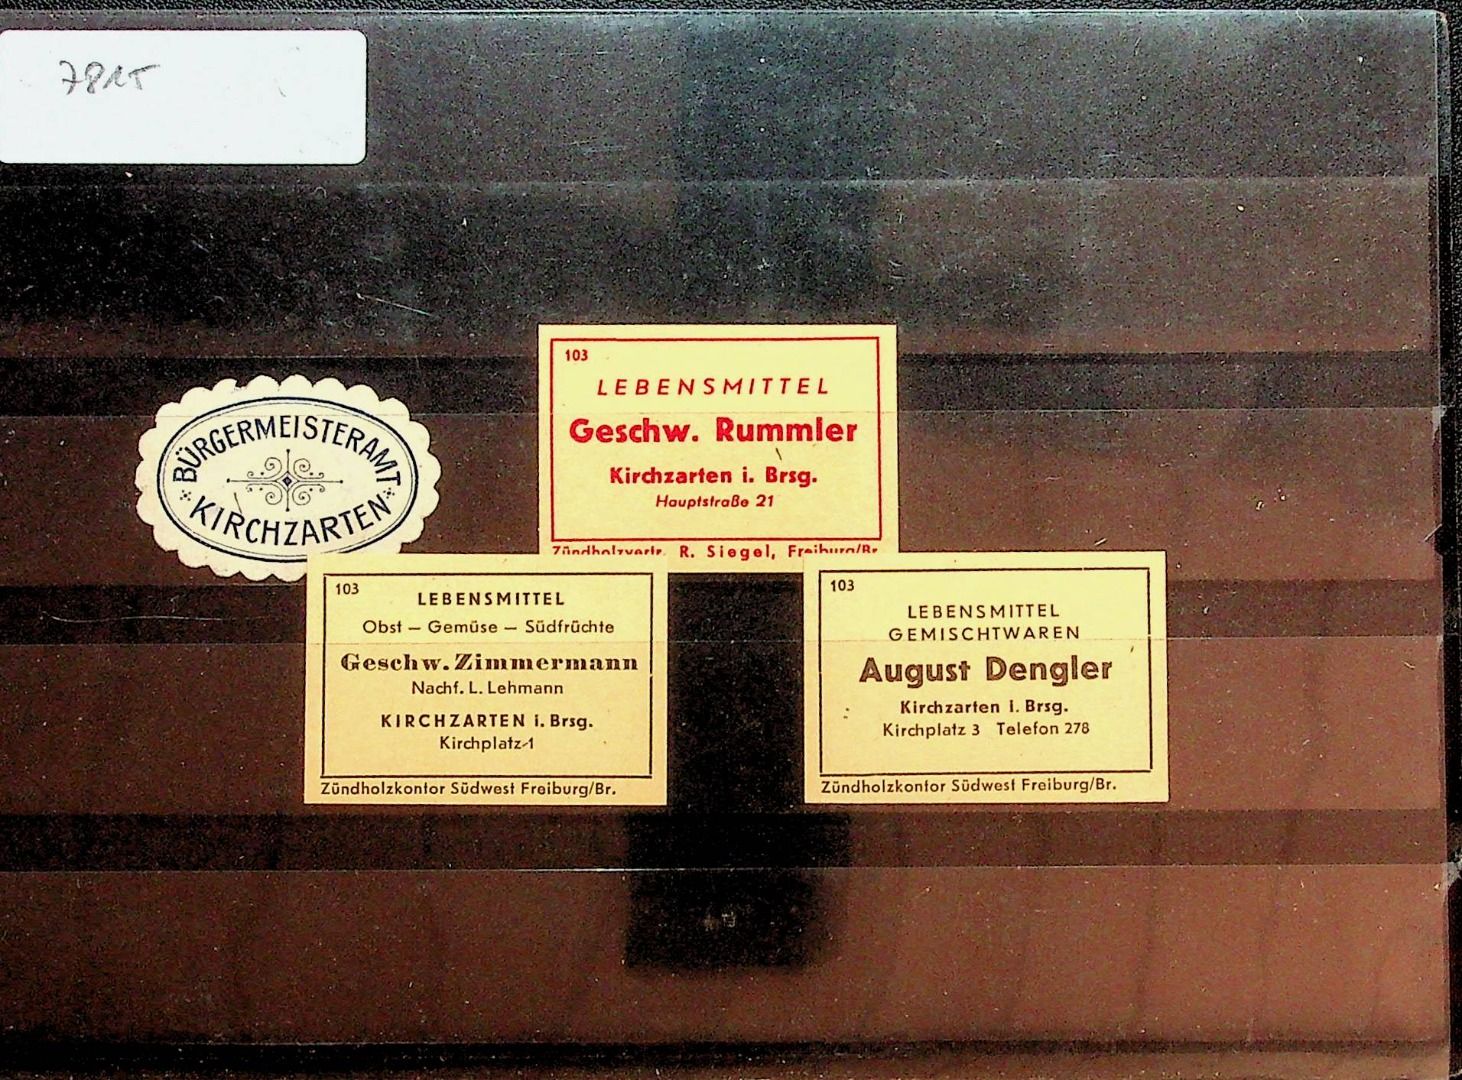 7815
BÜRGERMEISTERAMT
KIRCHZARTEN
103
LEBENSMITTEL
Geschw. Rummler
Kirchzarten i. Brsg.
Hauptstraße 21
Zündholzvertr. R. Siegel, Freiburg/Br.
103
LEBENSMITTEL
Obst – Gemüse – Südfrüchte
Geschw. Zimmermann
Nachf. L. Lehmann
KIRCHZARTEN i. Brsg.
Kirchplatz 1
Zündholzkontor Südwest Freiburg/Br.
103
LEBENSMITTEL
GEMISCHTWAREN
August Dengler
Kirchzarten i. Brsg.
Kirchplatz 3 Telefon 278
Zündholzkontor Südwest Freiburg/Br.